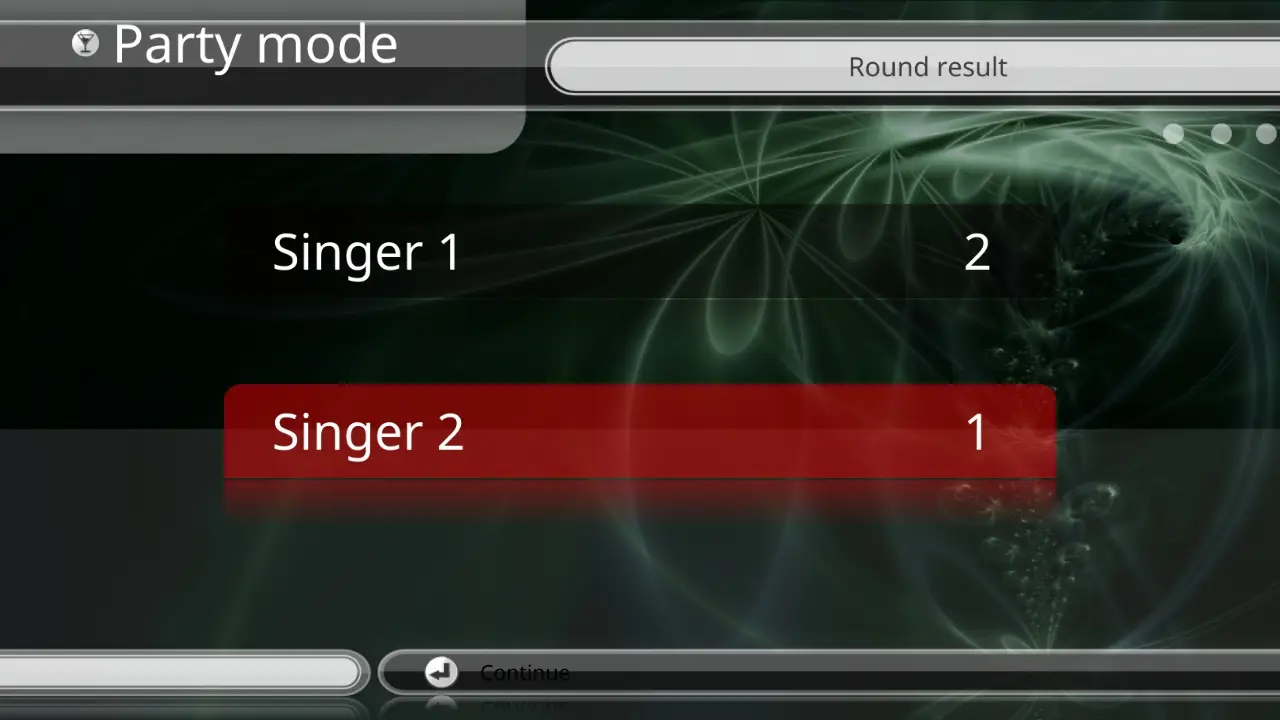 Party mode
Round result
Singer 1 2
Singer 2 1
Continue